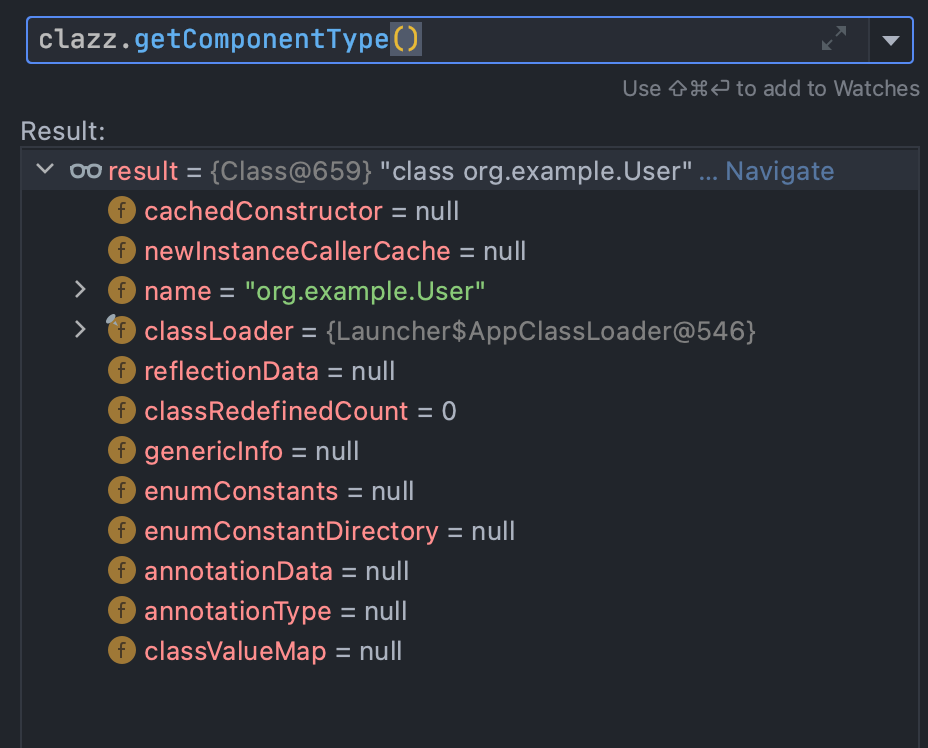 clazz.getComponentType()
Use ⇧⌘⏎ to add to Watches
Result:
result = {Class@659} "class org.example.User" ... Navigate
f cachedConstructor = null
f newInstanceCallerCache = null
f name = "org.example.User"
f classLoader = {Launcher$AppClassLoader@546}
f reflectionData = null
f classRedefinedCount = 0
f genericInfo = null
f enumConstants = null
f enumConstantDirectory = null
f annotationData = null
f annotationType = null
f classValueMap = null